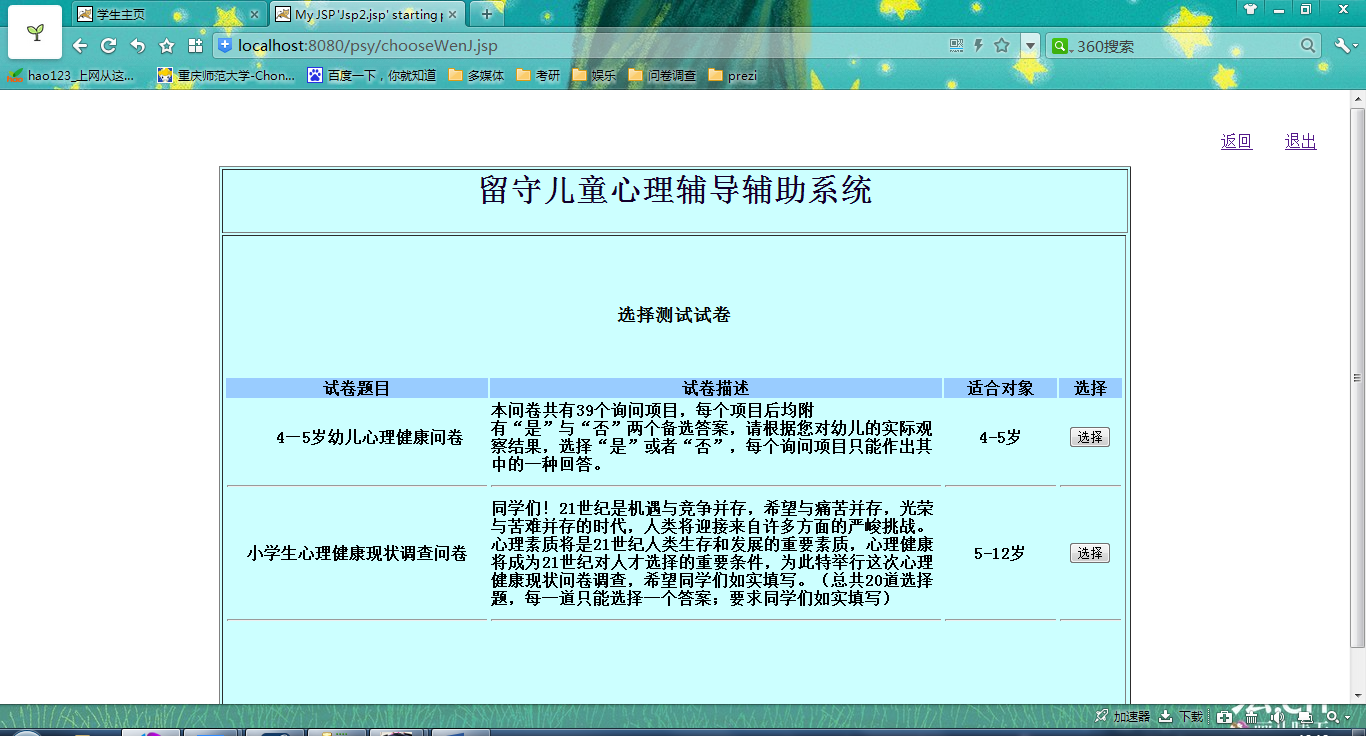 学生主页
My JSP 'Jsp2.jsp' starting p
localhost:8080/psy/chooseWenJ.jsp
360搜索
hao123_上网从这...
重庆师范大学-Chon...
百度一下，你就知道
多媒体
考研
娱乐
问卷调查
prezi
返回
退出
留守儿童心理辅导辅助系统
选择测试试卷
试卷题目
试卷描述
适合对象
选择
4—5岁幼儿心理健康问卷
本问卷共有39个询问项目，每个项目后均附
有“是”与“否”两个备选答案，请根据您对幼儿的实际观
察结果，选择“是”或者“否”，每个询问项目只能作出其
中的一种回答。
4-5岁
选择
小学生心理健康现状调查问卷
同学们！21世纪是机遇与竞争并存，希望与痛苦并存，光荣
与苦难并存的时代，人类将迎接来自许多方面的严峻挑战。
心理素质将是21世纪人类生存和发展的重要素质，心理健康
将成为21世纪对人才选择的重要条件，为此特举行这次心理
健康现状问卷调查，希望同学们如实填写。（总共20道选择
题，每一道只能选择一个答案；要求同学们如实填写）
5-12岁
选择
加速器
下载